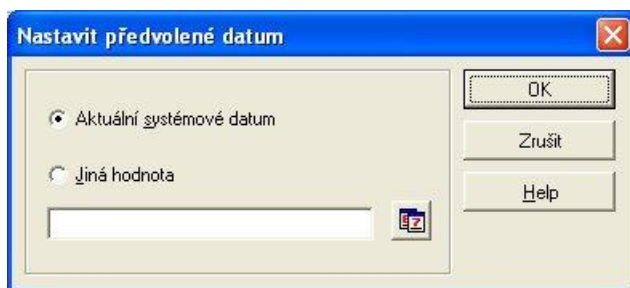 Nastavit předvolené datum
Aktuální systémové datum
Jiná hodnota
OK
Zrušit
Help